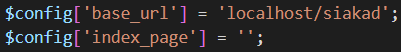 $config['base_url'] = 'localhost/siakad';
$config['index_page'] = '';